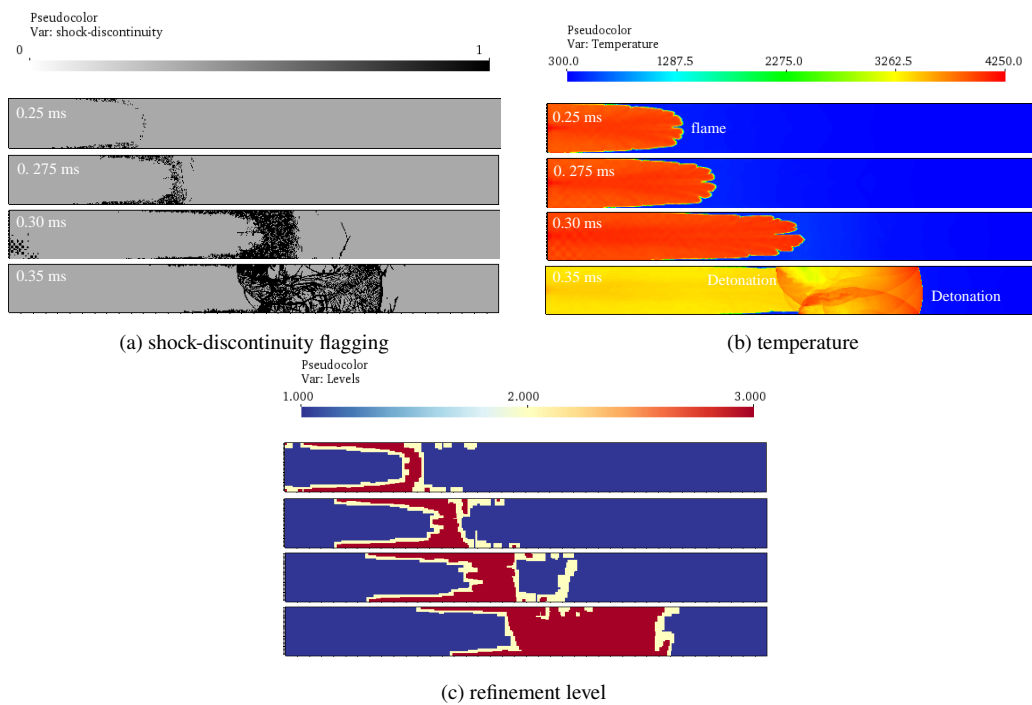 Pseudocolor
Var: shock-discontinuity
0 1
0.25 ms
0. 275 ms
0.30 ms
0.35 ms
(a) shock-discontinuity flagging
Pseudocolor
Var: Temperature
300.0 1287.5 2275.0 3262.5 4250.0
0.25 ms
flame
0. 275 ms
0.30 ms
0.35 ms
Detonation
Detonation
(b) temperature
Pseudocolor
Var: Levels
1.000 2.000 3.000
(c) refinement level